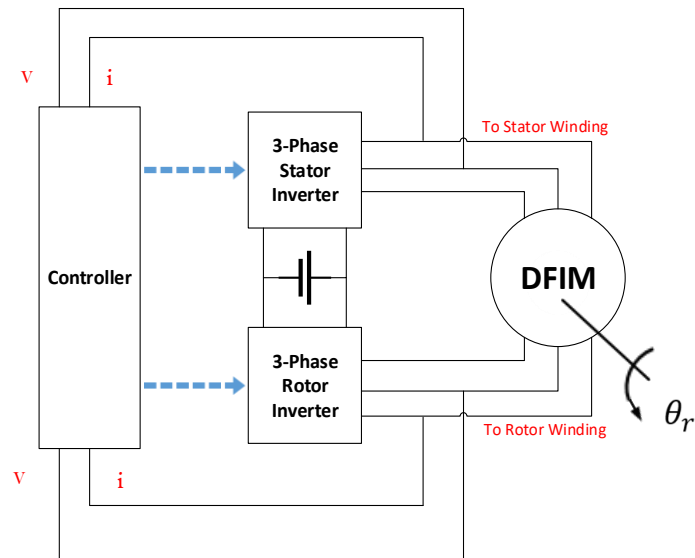 v
i
To Stator Winding
3-Phase
Stator
Inverter
Controller
DFIM
3-Phase
Rotor
Inverter
θr
To Rotor Winding
v
i